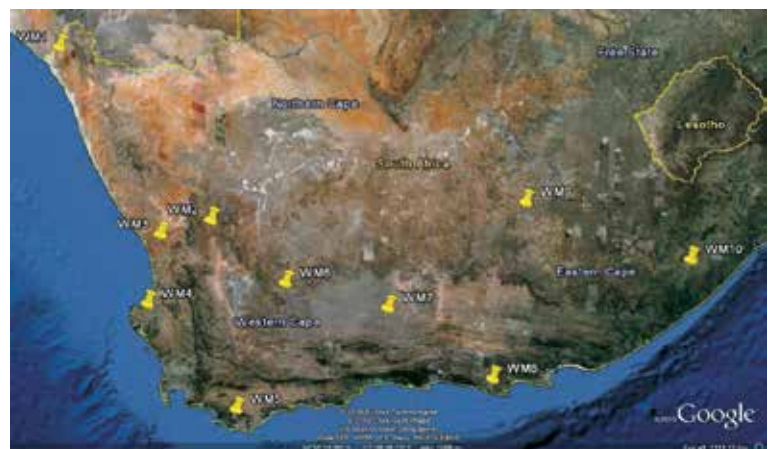 WM1
Free State
Northern Cape
Lesotho
South Africa
WM2
WM3
WM9
WM10
Eastern Cape
WM6
WM4
WM7
Western Cape
WM8
WM5
Google